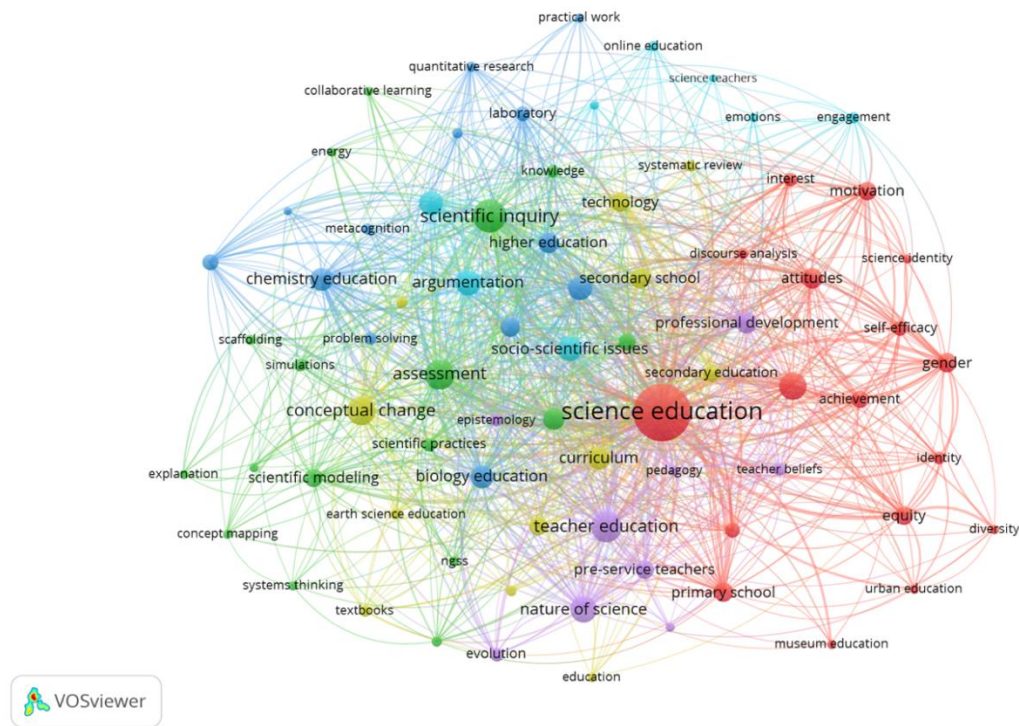 practical work
online education
quantitative research
science teachers
collaborative learning
laboratory
emotions
engagement
energy
knowledge
systematic review
interest
motivation
technology
scientific inquiry
metacognition
higher education
discourse analysis
science identity
chemistry education
argumentation
secondary school
attitudes
professional development
self-efficacy
scaffolding
problem solving
socio-scientific issues
simulations
assessment
secondary education
gender
conceptual change
science education
achievement
epistemology
scientific practices
curriculum
identity
explanation
scientific modeling
biology education
pedagogy
teacher beliefs
earth science education
teacher education
equity
diversity
concept mapping
ngss
pre-service teachers
systems thinking
primary school
urban education
textbooks
nature of science
museum education
evolution
education
VOSviewer